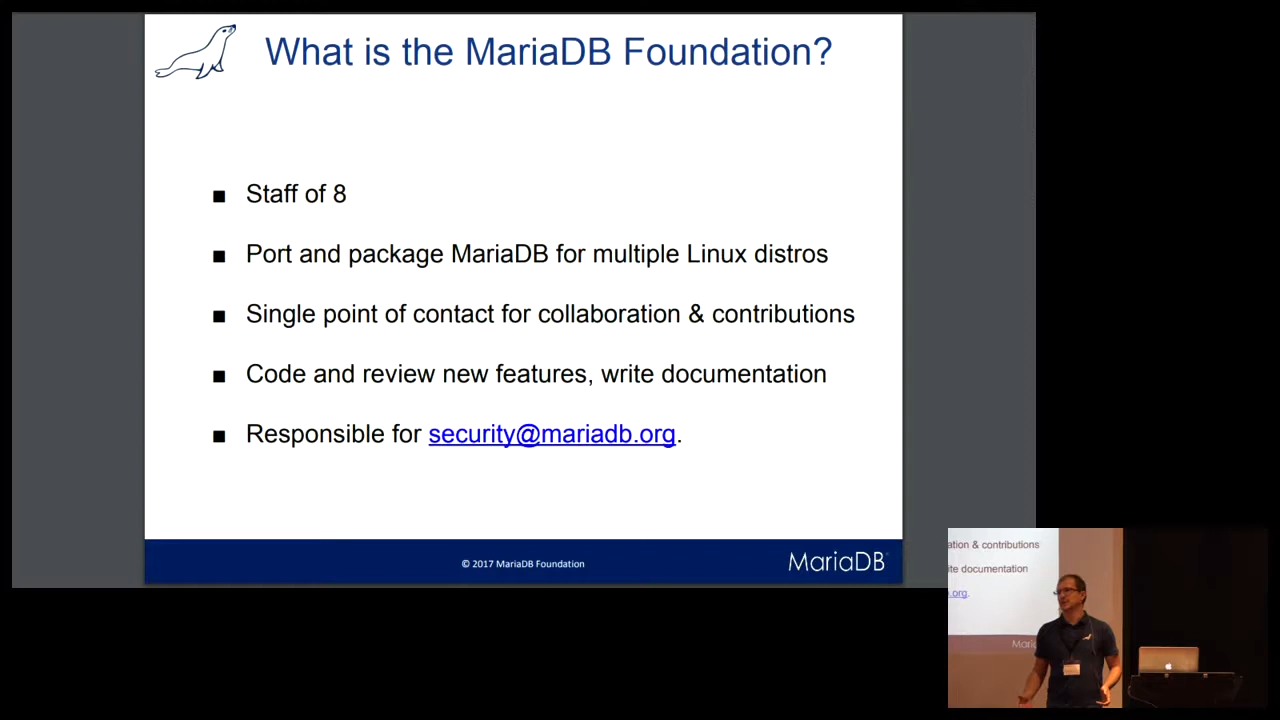 What is the MariaDB Foundation?
■ Staff of 8
■ Port and package MariaDB for multiple Linux distros
■ Single point of contact for collaboration & contributions
■ Code and review new features, write documentation
■ Responsible for security@mariadb.org.
© 2017 MariaDB Foundation
MariaDB
ation & contributions
ite documentation
.org.
Maria